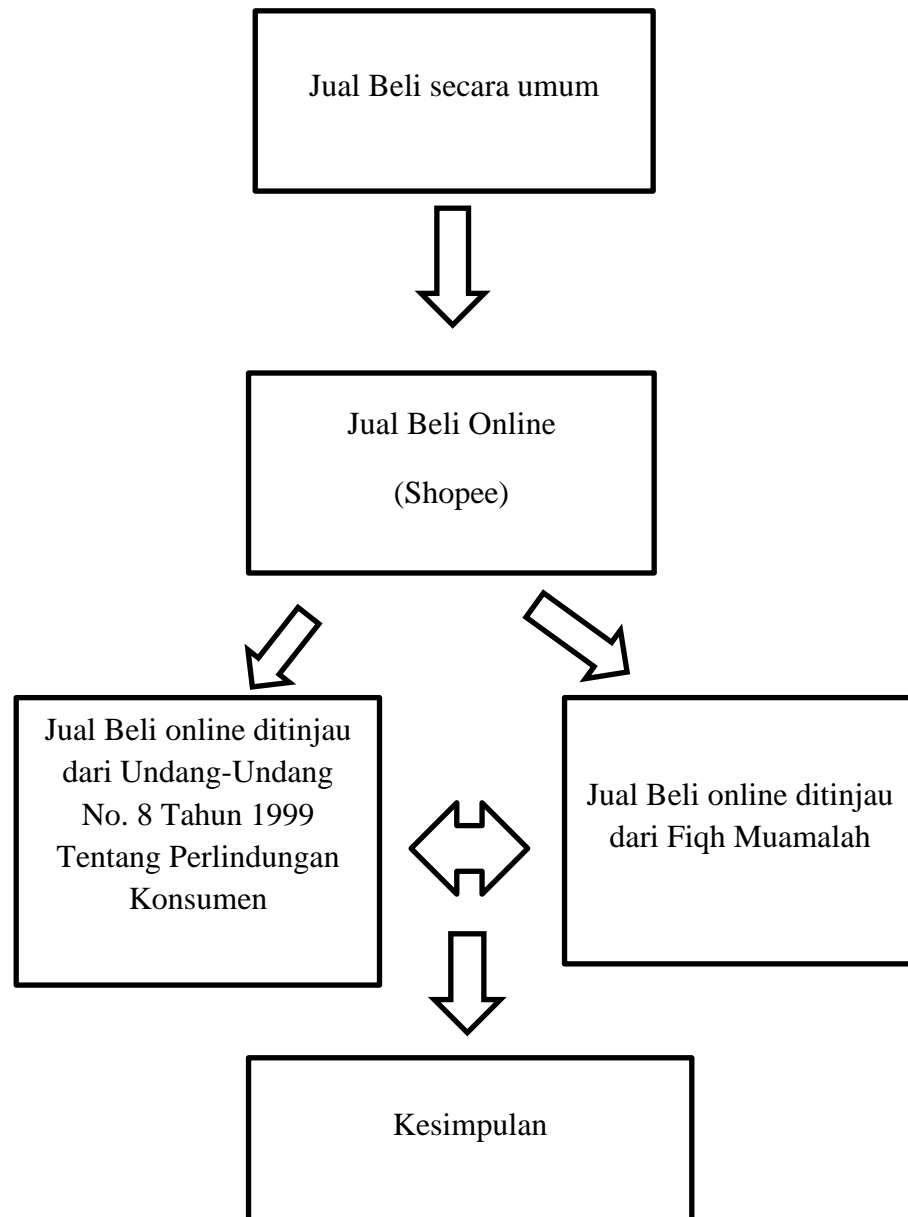 Jual Beli secara umum
Jual Beli Online
(Shopee)
Jual Beli online ditinjau
dari Undang-Undang
No. 8 Tahun 1999
Tentang Perlindungan
Konsumen
Jual Beli online ditinjau
dari Fiqh Muamalah
Kesimpulan